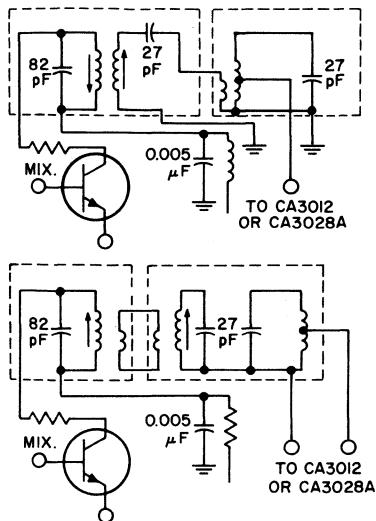 82
pF
27
pF
27
pF
0.005
μF
MIX.
TO CA3012
OR CA3028A
82
pF
27
pF
0.005
μF
MIX.
TO CA3012
OR CA3028A